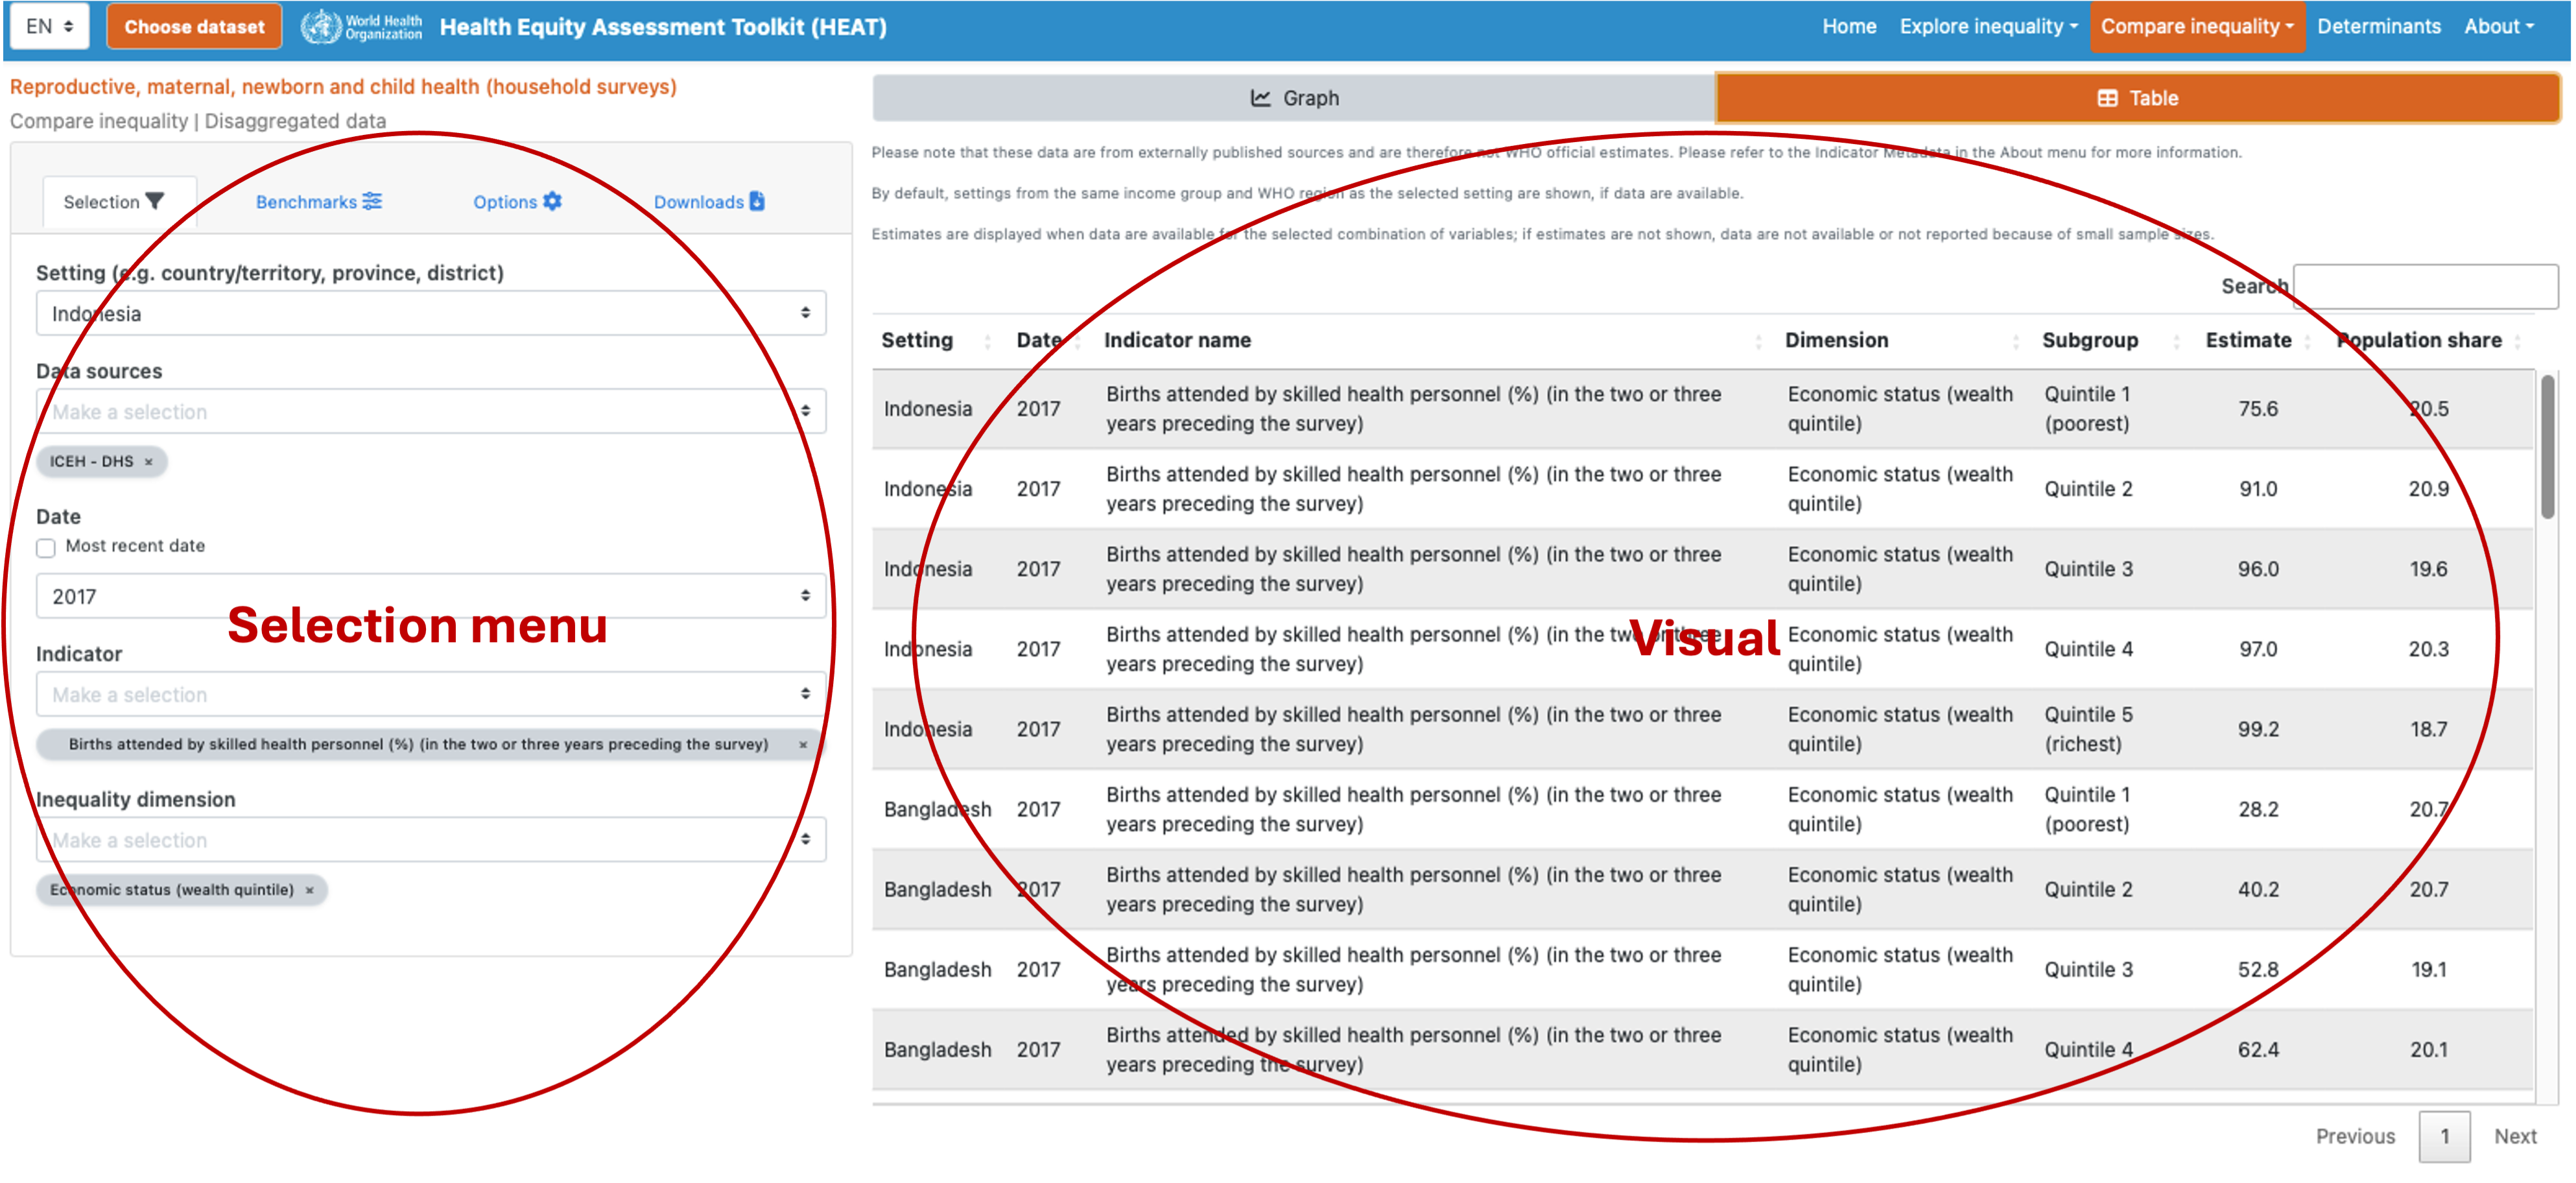 EN Choose dataset World Health Organization Health Equity Assessment Toolkit (HEAT) Home Explore inequality Compare inequality Determinants About
Reproductive, maternal, newborn and child health (household surveys)
Compare inequality | Disaggregated data
Selection Benchmarks Options Downloads
Setting (e.g. country/territory, province, district)
Indonesia
Data sources
Make a selection
ICEH - DHS ×
Date
Most recent date
2017
Selection menu
Indicator
Make a selection
Births attended by skilled health personnel (%) (in the two or three years preceding the survey) ×
Inequality dimension
Make a selection
Economic status (wealth quintile) ×
Graph Table
Please note that these data are from externally published sources and are therefore not WHO official estimates. Please refer to the Indicator Metadata in the About menu for more information.
By default, settings from the same income group and WHO region as the selected setting are shown, if data are available.
Estimates are displayed when data are available for the selected combination of variables; if estimates are not shown, data are not available or not reported because of small sample sizes.
Search
Setting Date Indicator name Dimension Subgroup Estimate Population share
Indonesia 2017 Births attended by skilled health personnel (%) (in the two or three years preceding the survey) Economic status (wealth quintile) Quintile 1 (poorest) 75.6 20.5
Indonesia 2017 Births attended by skilled health personnel (%) (in the two or three years preceding the survey) Economic status (wealth quintile) Quintile 2 91.0 20.9
Indonesia 2017 Births attended by skilled health personnel (%) (in the two or three years preceding the survey) Economic status (wealth quintile) Quintile 3 96.0 19.6
Indonesia 2017 Births attended by skilled health personnel (%) (in the two or three years preceding the survey) Economic status (wealth quintile) Quintile 4 97.0 20.3
Visual
Indonesia 2017 Births attended by skilled health personnel (%) (in the two or three years preceding the survey) Economic status (wealth quintile) Quintile 5 (richest) 99.2 18.7
Bangladesh 2017 Births attended by skilled health personnel (%) (in the two or three years preceding the survey) Economic status (wealth quintile) Quintile 1 (poorest) 28.2 20.7
Bangladesh 2017 Births attended by skilled health personnel (%) (in the two or three years preceding the survey) Economic status (wealth quintile) Quintile 2 40.2 20.7
Bangladesh 2017 Births attended by skilled health personnel (%) (in the two or three years preceding the survey) Economic status (wealth quintile) Quintile 3 52.8 19.1
Bangladesh 2017 Births attended by skilled health personnel (%) (in the two or three years preceding the survey) Economic status (wealth quintile) Quintile 4 62.4 20.1
Previous 1 Next